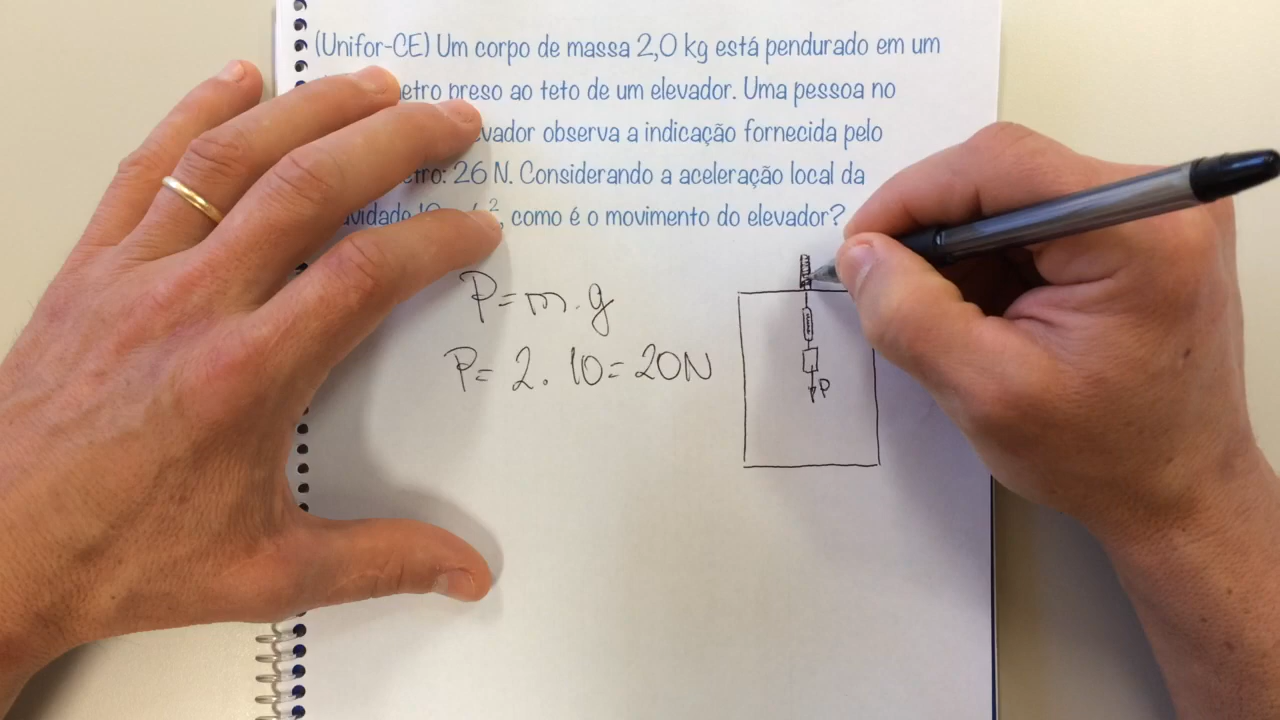 (Unifor-CE) Um corpo de massa 2,0 kg está pendurado em um
preso ao teto de um elevador. Uma pessoa no
observa a indicação fornecida pelo
26 N. Considerando a aceleração local da
como é o movimento do elevador?
P = m.g
P = 2. 10 = 20N
P